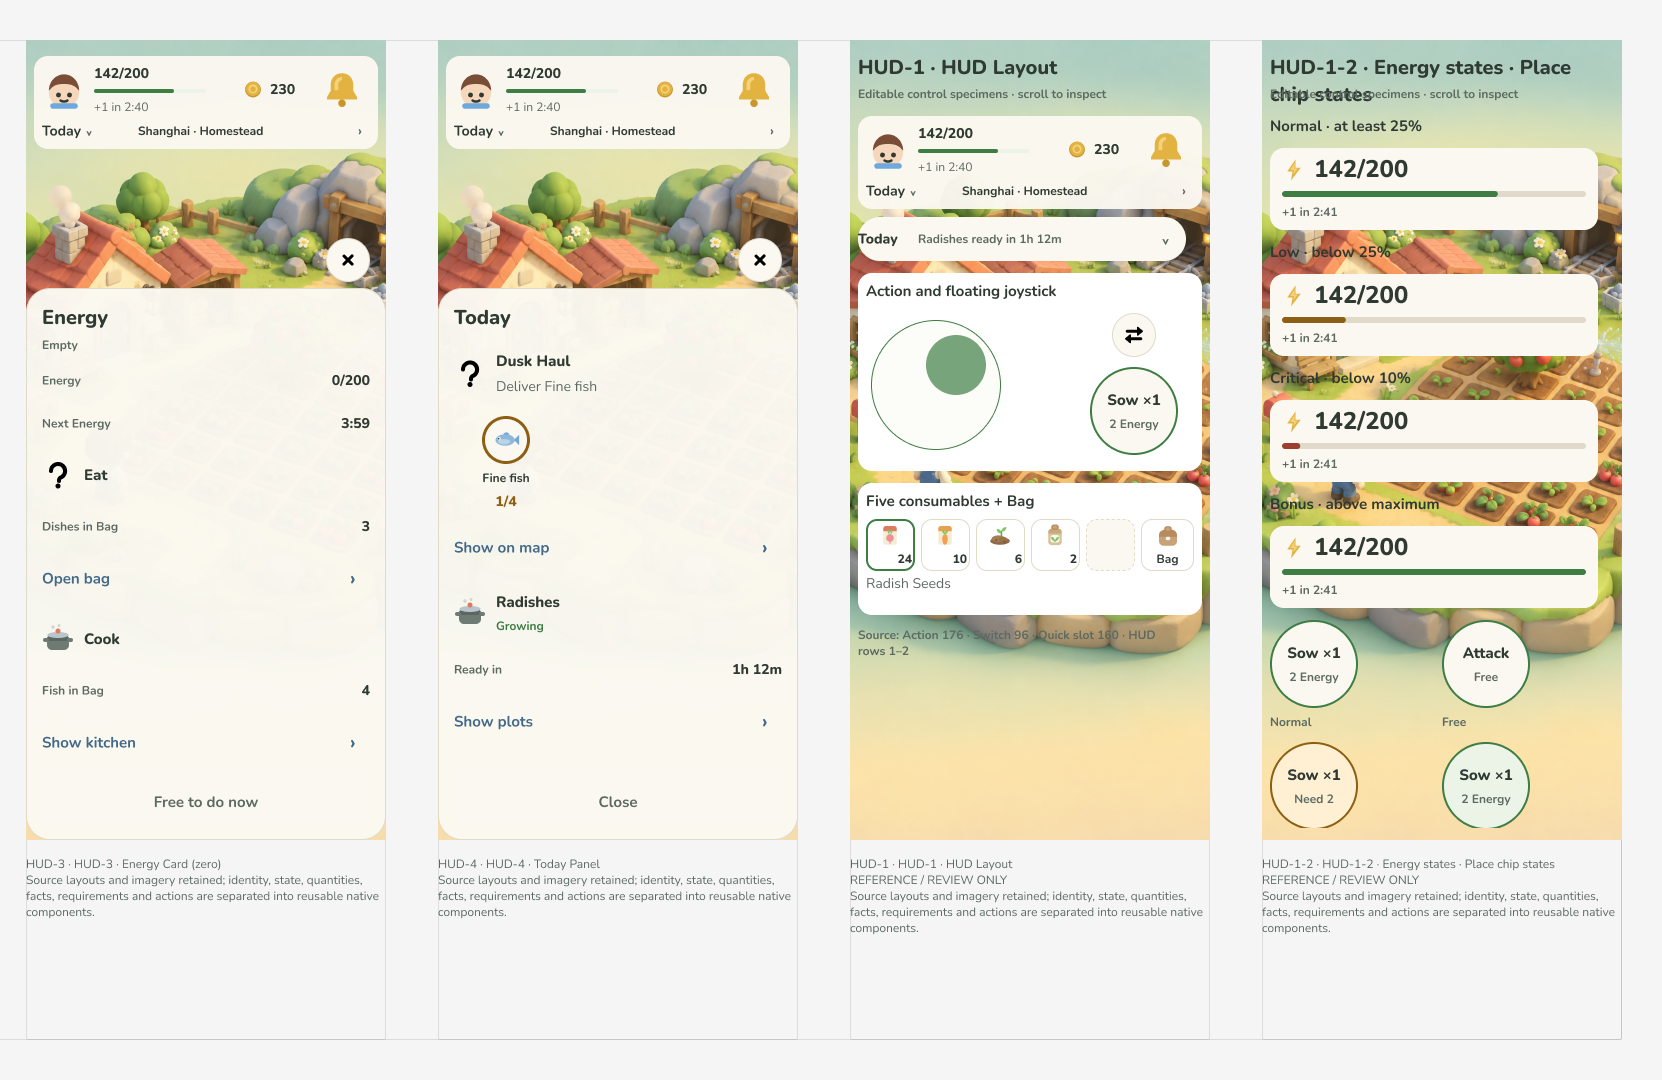 142/200
+1 in 2:40
230
Today v
Shanghai · Homestead ›
Energy
Empty
Energy 0/200
Next Energy 3:59
? Eat
Dishes in Bag 3
Open bag ›
Cook
Fish in Bag 4
Show kitchen ›
Free to do now
HUD-3 · HUD-3 · Energy Card (zero)
Source layouts and imagery retained; identity, state, quantities,
facts, requirements and actions are separated into reusable native
components.
142/200
+1 in 2:40
230
Today v
Shanghai · Homestead ›
Today
? Dusk Haul
Deliver Fine fish
Fine fish
1/4
Show on map ›
Radishes
Growing
Ready in 1h 12m
Show plots ›
Close
HUD-4 · HUD-4 · Today Panel
Source layouts and imagery retained; identity, state, quantities,
facts, requirements and actions are separated into reusable native
components.
HUD-1 · HUD Layout
Editable control specimens · scroll to inspect
142/200
+1 in 2:40
230
Today v
Shanghai · Homestead ›
Today Radishes ready in 1h 12m v
Action and floating joystick
Sow ×1
2 Energy
Five consumables + Bag
24 10 6 2 Bag
Radish Seeds
Source: Action 176 · Switch 96 · Quick slot 160 · HUD
rows 1–2
HUD-1 · HUD-1 · HUD Layout
REFERENCE / REVIEW ONLY
Source layouts and imagery retained; identity, state, quantities,
facts, requirements and actions are separated into reusable native
components.
HUD-1-2 · Energy states · Place
chip states
Editable control specimens · scroll to inspect
Normal · at least 25%
142/200
+1 in 2:41
Low · below 25%
142/200
+1 in 2:41
Critical · below 10%
142/200
+1 in 2:41
Bonus · above maximum
142/200
+1 in 2:41
Sow ×1
2 Energy
Normal
Attack
Free
Free
Sow ×1
Need 2
Sow ×1
2 Energy
HUD-1-2 · HUD-1-2 · Energy states · Place chip states
REFERENCE / REVIEW ONLY
Source layouts and imagery retained; identity, state, quantities,
facts, requirements and actions are separated into reusable native
components.